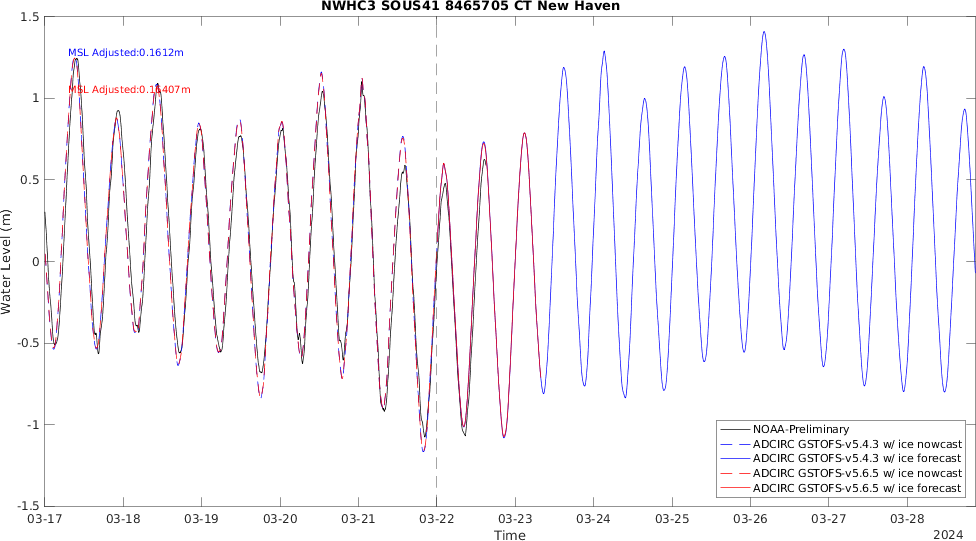 NWHC3 SOUS41 8465705 CT New Haven
1.5
MSL Adjusted:0.1612m
1
0.5
0
-0.5
-1
-1.5
Water Level (m)
NOAA-Preliminary
ADCIRC GSTOFS-v5.4.3 w/ ice nowcast
ADCIRC GSTOFS-v5.4.3 w/ ice forecast
ADCIRC GSTOFS-v5.6.5 w/ ice nowcast
ADCIRC GSTOFS-v5.6.5 w/ ice forecast
03-17 03-18 03-19 03-20 03-21 03-22 03-23 03-24 03-25 03-26 03-27 03-28
Time
2024